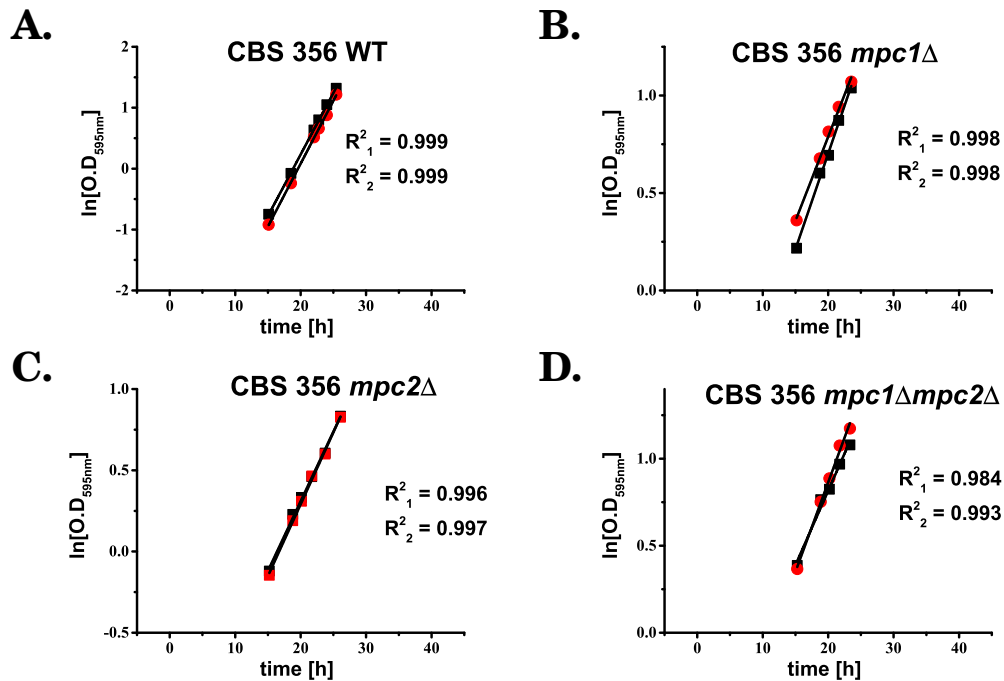 A.
CBS 356 WT
2
1
0
-1
-2
ln[O.D595nm]
R²1 = 0.999
R²2 = 0.999
0 10 20 30 40
time [h]
B.
CBS 356 mpc1Δ
1.0
0.5
0.0
ln[O.D595nm]
R²1 = 0.998
R²2 = 0.998
0 10 20 30 40
time [h]
C.
CBS 356 mpc2Δ
1.0
0.5
0.0
-0.5
ln[O.D595nm]
R²1 = 0.996
R²2 = 0.997
0 10 20 30 40
time [h]
D.
CBS 356 mpc1Δmpc2Δ
1.0
0.5
0.0
ln[O.D595nm]
R²1 = 0.984
R²2 = 0.993
0 10 20 30 40
time [h]